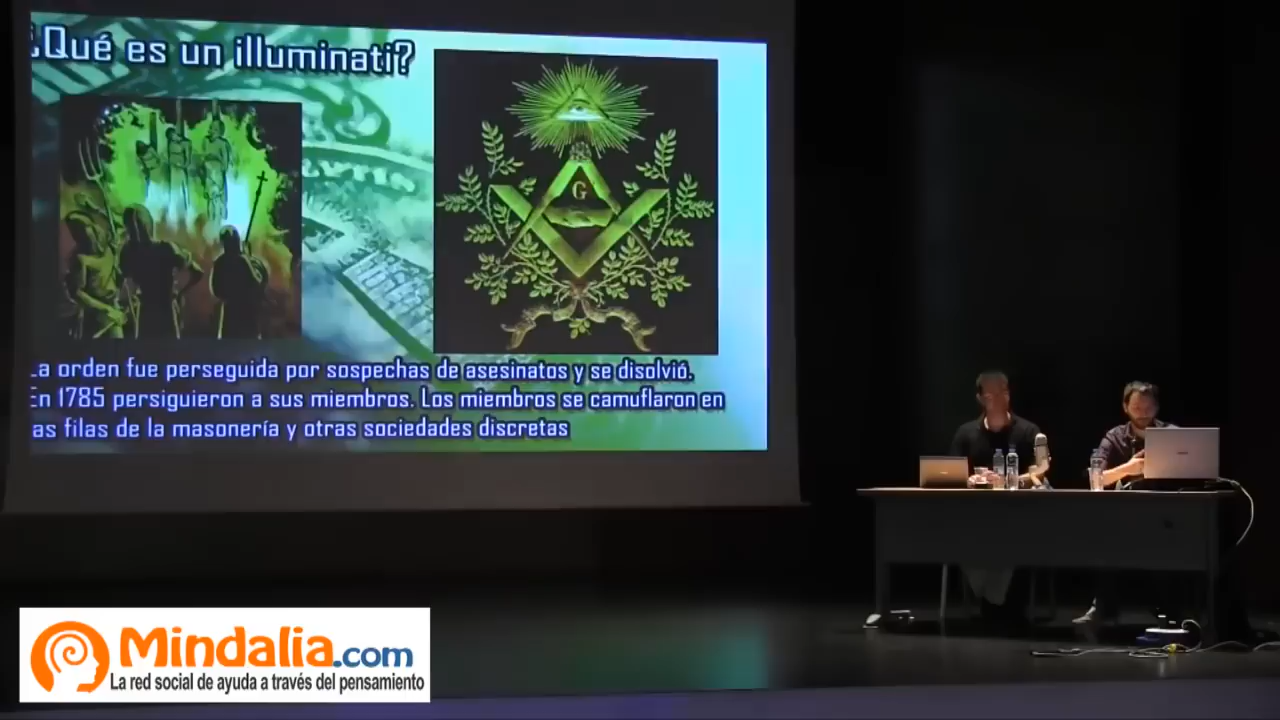 ¿Qué es un illuminati?
G
La orden fue perseguida por sospechas de asesinatos y se disolvió.
En 1785 persiguieron a sus miembros. Los miembros se camuflaron en
as filas de la masonería y otras sociedades discretas
Mindalia.com
La red social de ayuda a través del pensamiento